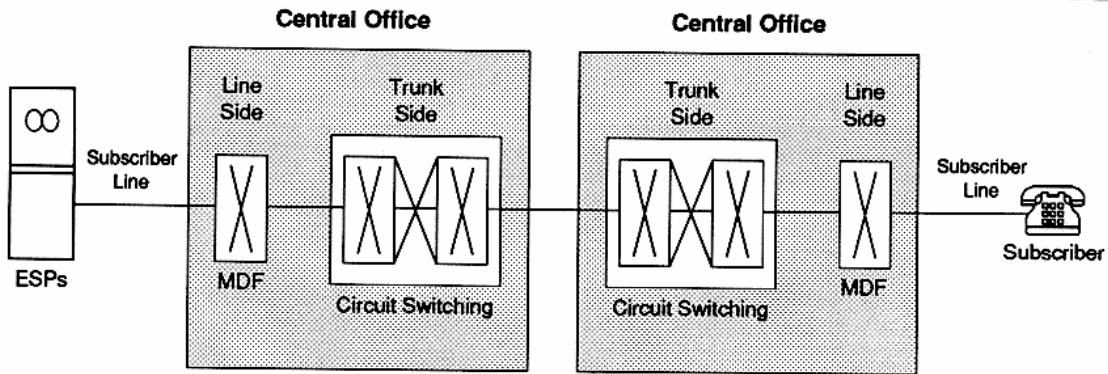 Central Office
Central Office
Line
Side
Trunk
Side
Trunk
Side
Line
Side
Subscriber
Line
Subscriber
Line
ESPs
MDF
Circuit Switching
Circuit Switching
MDF
Subscriber